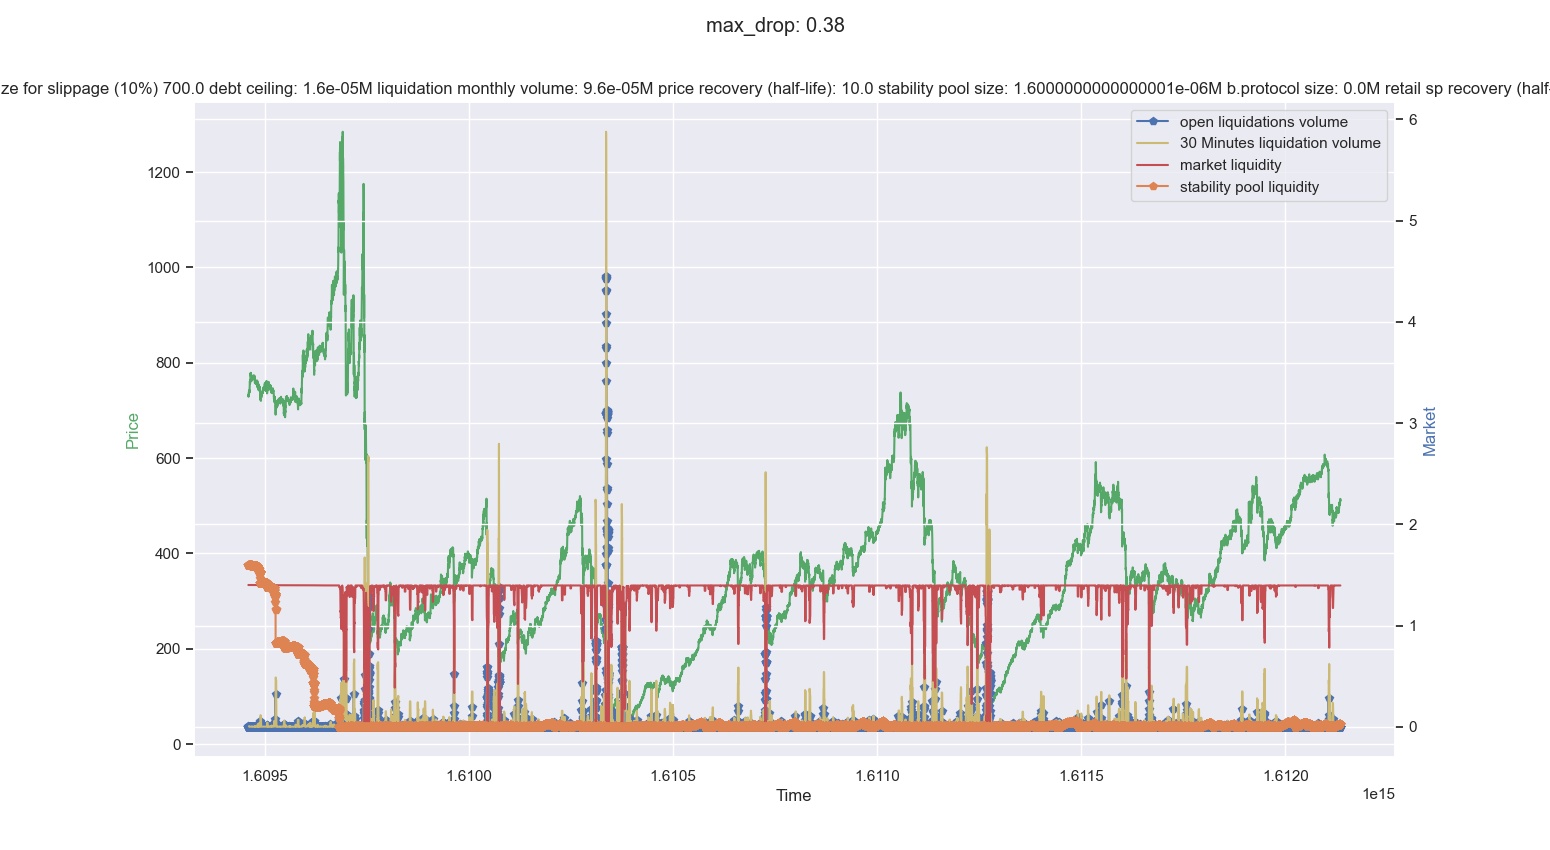 max_drop: 0.38
ze for slippage (10%) 700.0 debt ceiling: 1.6e-05M liquidation monthly volume: 9.6e-05M price recovery (half-life): 10.0 stability pool size: 1.6000000000000001e-06M b.protocol size: 0.0M retail sp recovery (half-
open liquidations volume
30 Minutes liquidation volume
market liquidity
stability pool liquidity
1200
1000
800
600
400
200
0
Price
6
5
4
3
2
1
0
Market
1.6095
1.6100
1.6105
1.6110
1.6115
1.6120
1e15
Time